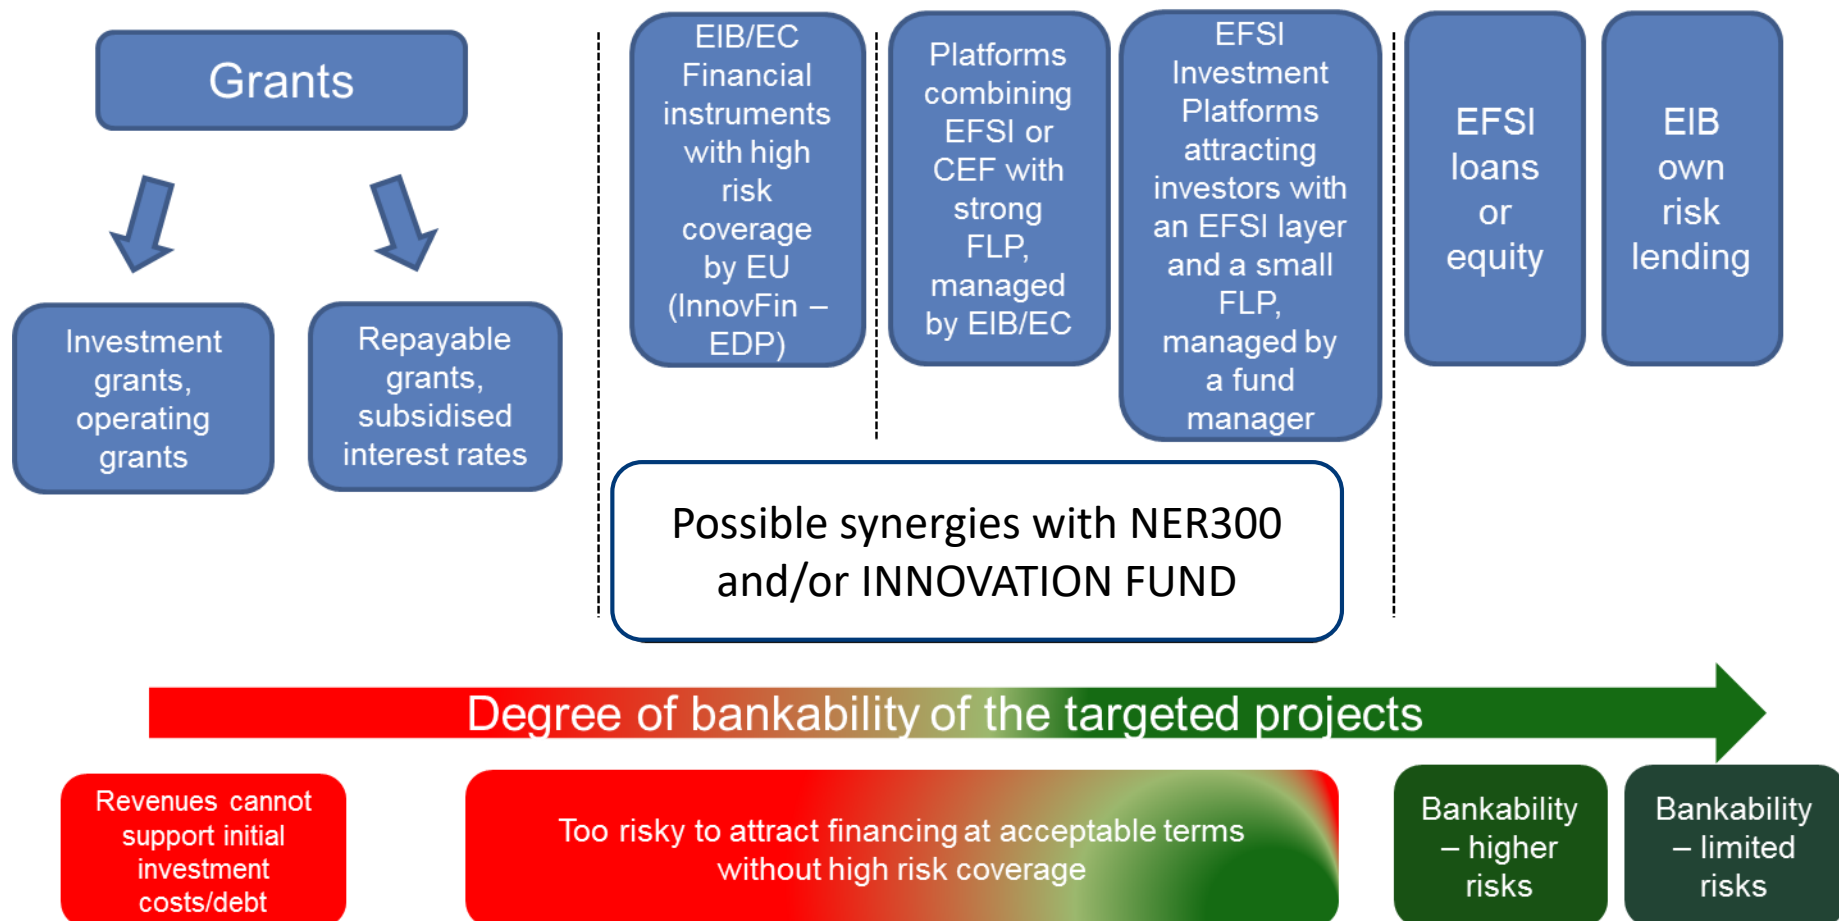 Grants
Investment
grants,
operating
grants
Repayable
grants,
subsidised
interest rates
EIB/EC
Financial
instruments
with high
risk
coverage
by EU
(InnovFin –
EDP)
Platforms
combining
EFSI or
CEF with
strong
FLP,
managed
by EIB/EC
EFSI
Investment
Platforms
attracting
investors with
an EFSI layer
and a small
FLP,
managed by
a fund
manager
EFSI
loans
or
equity
EIB
own
risk
lending
Possible synergies with NER300
and/or INNOVATION FUND
Degree of bankability of the targeted projects
Revenues cannot
support initial
investment
costs/debt
Too risky to attract financing at acceptable terms
without high risk coverage
Bankability
– higher
risks
Bankability
– limited
risks